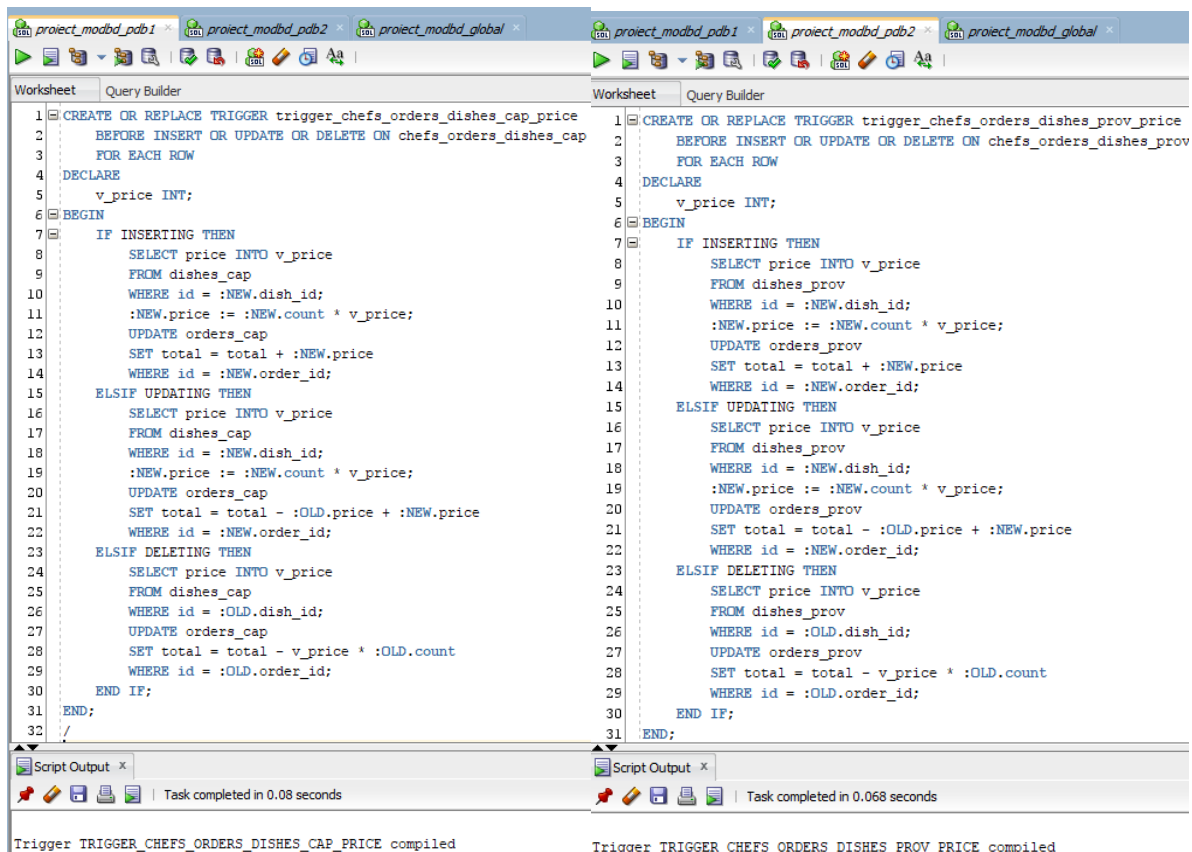 proiect_modbd_pdb1 proiect_modbd_pdb2 proiect_modbd_global
Worksheet Query Builder
1 CREATE OR REPLACE TRIGGER trigger_chefs_orders_dishes_cap_price
2 BEFORE INSERT OR UPDATE OR DELETE ON chefs_orders_dishes_cap
3 FOR EACH ROW
4 DECLARE
5 v_price INT;
6 BEGIN
7 IF INSERTING THEN
8 SELECT price INTO v_price
9 FROM dishes_cap
10 WHERE id = :NEW.dish_id;
11 :NEW.price := :NEW.count * v_price;
12 UPDATE orders_cap
13 SET total = total + :NEW.price
14 WHERE id = :NEW.order_id;
15 ELSIF UPDATING THEN
16 SELECT price INTO v_price
17 FROM dishes_cap
18 WHERE id = :NEW.dish_id;
19 :NEW.price := :NEW.count * v_price;
20 UPDATE orders_cap
21 SET total = total - :OLD.price + :NEW.price
22 WHERE id = :NEW.order_id;
23 ELSIF DELETING THEN
24 SELECT price INTO v_price
25 FROM dishes_cap
26 WHERE id = :OLD.dish_id;
27 UPDATE orders_cap
28 SET total = total - v_price * :OLD.count
29 WHERE id = :OLD.order_id;
30 END IF;
31 END;
32 /
Script Output x
Task completed in 0.08 seconds
Trigger TRIGGER_CHEFS_ORDERS_DISHES_CAP_PRICE compiled
proiect_modbd_pdb1 proiect_modbd_pdb2 proiect_modbd_global
Worksheet Query Builder
1 CREATE OR REPLACE TRIGGER trigger_chefs_orders_dishes_prov_price
2 BEFORE INSERT OR UPDATE OR DELETE ON chefs_orders_dishes_prov
3 FOR EACH ROW
4 DECLARE
5 v_price INT;
6 BEGIN
7 IF INSERTING THEN
8 SELECT price INTO v_price
9 FROM dishes_prov
10 WHERE id = :NEW.dish_id;
11 :NEW.price := :NEW.count * v_price;
12 UPDATE orders_prov
13 SET total = total + :NEW.price
14 WHERE id = :NEW.order_id;
15 ELSIF UPDATING THEN
16 SELECT price INTO v_price
17 FROM dishes_prov
18 WHERE id = :NEW.dish_id;
19 :NEW.price := :NEW.count * v_price;
20 UPDATE orders_prov
21 SET total = total - :OLD.price + :NEW.price
22 WHERE id = :NEW.order_id;
23 ELSIF DELETING THEN
24 SELECT price INTO v_price
25 FROM dishes_prov
26 WHERE id = :OLD.dish_id;
27 UPDATE orders_prov
28 SET total = total - v_price * :OLD.count
29 WHERE id = :OLD.order_id;
30 END IF;
31 END;
Script Output x
Task completed in 0.068 seconds
Trigger TRIGGER_CHEFS_ORDERS_DISHES_PROV_PRICE compiled